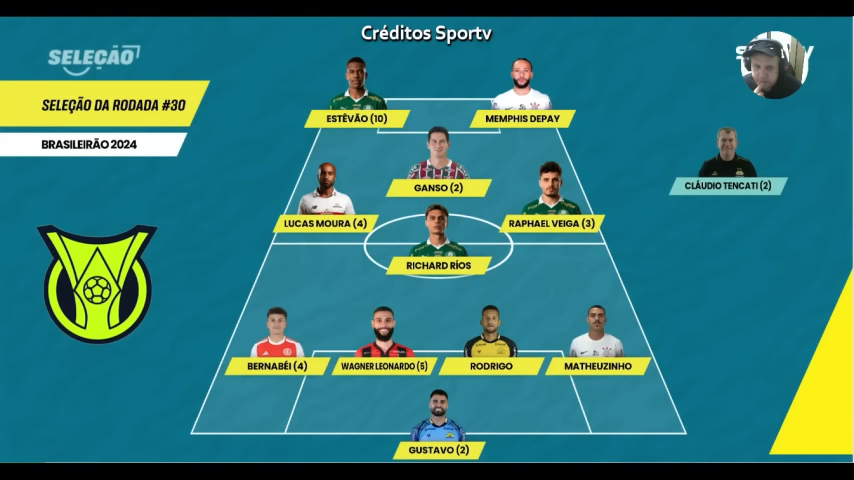 Créditos Sportv
SELEÇÃO
SELEÇÃO DA RODADA #30
BRASILEIRÃO 2024
ESTÊVÃO (10)
MEMPHIS DEPAY
CLÁUDIO TENCATI (2)
GANSO (2)
LUCAS MOURA (4)
RAPHAEL VEIGA (3)
RICHARD RÍOS
BERNABÉI (4)
WAGNER LEONARDO (5)
RODRIGO
MATHEUZINHO
GUSTAVO (2)